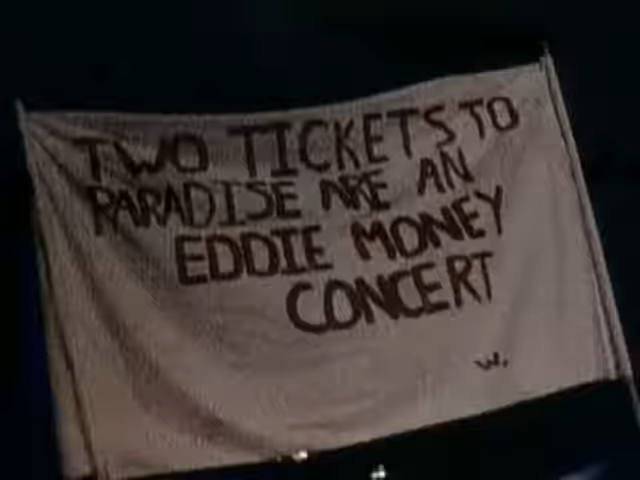 TWO TICKETS TO
PARADISE ARE AN
EDDIE MONEY
CONCERT
W.